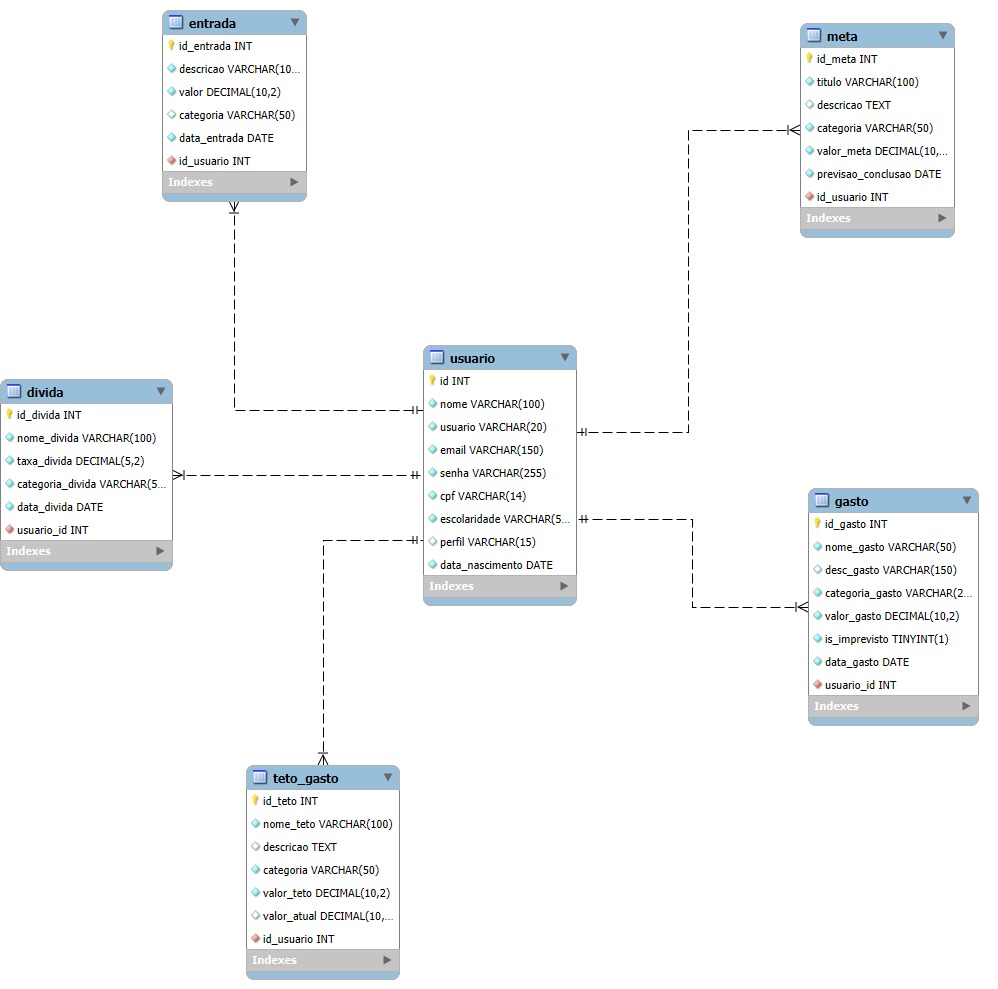 entrada
id_entrada INT
descricao VARCHAR(10...
valor DECIMAL(10,2)
categoria VARCHAR(50)
data_entrada DATE
id_usuario INT
Indexes
meta
id_meta INT
titulo VARCHAR(100)
descricao TEXT
categoria VARCHAR(50)
valor_meta DECIMAL(10,...
previsao_conclusao DATE
id_usuario INT
Indexes
usuario
id INT
nome VARCHAR(100)
usuario VARCHAR(20)
email VARCHAR(150)
senha VARCHAR(255)
cpf VARCHAR(14)
escolaridade VARCHAR(5...
perfil VARCHAR(15)
data_nascimento DATE
Indexes
divida
id_divida INT
nome_divida VARCHAR(100)
taxa_divida DECIMAL(5,2)
categoria_divida VARCHAR(5...
data_divida DATE
usuario_id INT
Indexes
gasto
id_gasto INT
nome_gasto VARCHAR(50)
desc_gasto VARCHAR(150)
categoria_gasto VARCHAR(2...
valor_gasto DECIMAL(10,2)
is_imprevisto TINYINT(1)
data_gasto DATE
usuario_id INT
Indexes
teto_gasto
id_teto INT
nome_teto VARCHAR(100)
descricao TEXT
categoria VARCHAR(50)
valor_teto DECIMAL(10,2)
valor_atual DECIMAL(10,...
id_usuario INT
Indexes